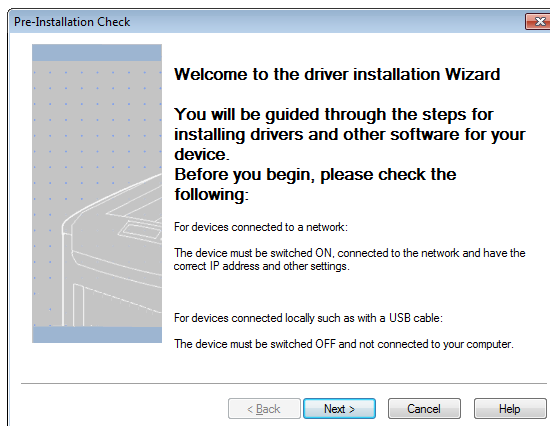 Pre-Installation Check
Welcome to the driver installation Wizard
You will be guided through the steps for
installing drivers and other software for your
device.
Before you begin, please check the
following:
For devices connected to a network:
The device must be switched ON, connected to the network and have the
correct IP address and other settings.
For devices connected locally such as with a USB cable:
The device must be switched OFF and not connected to your computer.
< Back
Next >
Cancel
Help